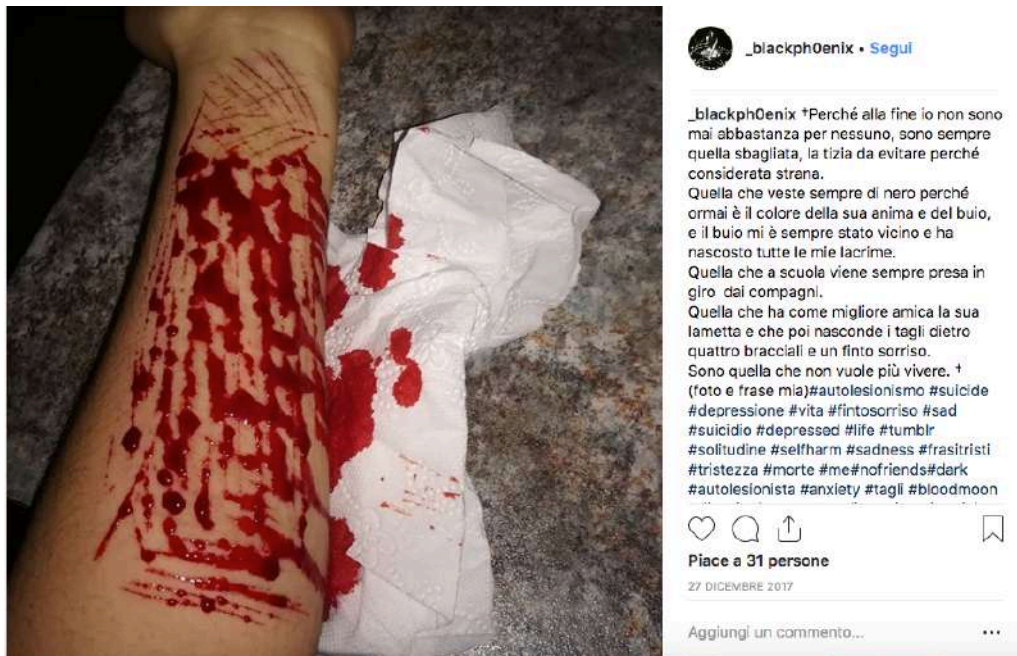 _blackph0enix • Segui
_blackph0enix †Perché alla fine io non sono
mai abbastanza per nessuno, sono sempre
quella sbagliata, la tizia da evitare perché
considerata strana.
Quella che veste sempre di nero perché
ormai è il colore della sua anima e del buio,
e il buio mi è sempre stato vicino e ha
nascosto tutte le mie lacrime.
Quella che a scuola viene sempre presa in
giro dai compagni.
Quella che ha come migliore amica la sua
lametta e che poi nasconde i tagli dietro
quattro bracciali e un finto sorriso.
Sono quella che non vuole più vivere. †
(foto e frase mia)#autolesionismo #suicide
#depressione #vita #fintosorriso #sad
#suicidio #depressed #life #tumblr
#solitudine #selfharm #sadness #frasitristi
#tristezza #morte #me#nofriends#dark
#autolesionista #anxiety #tagli #bloodmoon
Piace a 31 persone
27 DICEMBRE 2017
Aggiungi un commento...